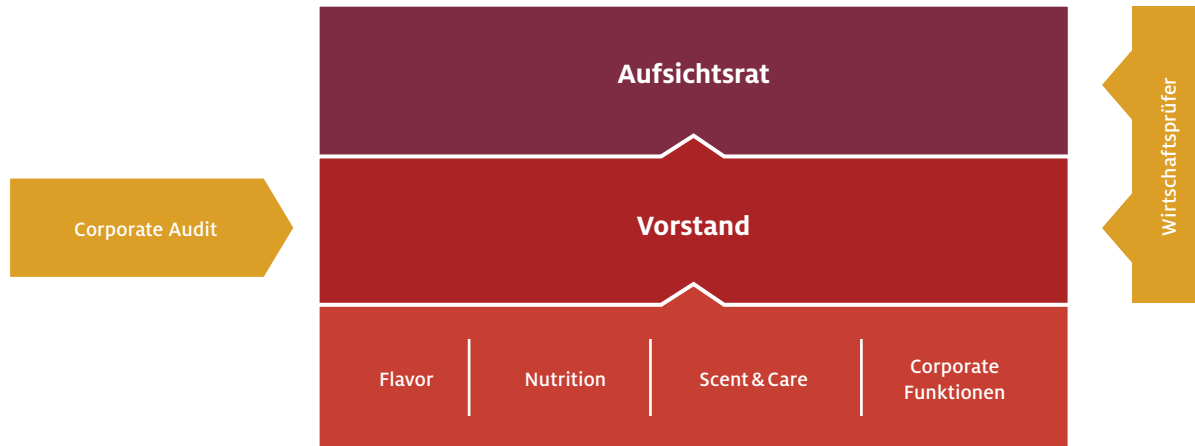 Aufsichtsrat
Wirtschaftsprüfer
Vorstand
Corporate Audit
Flavor
Nutrition
Scent & Care
Corporate
Funktionen